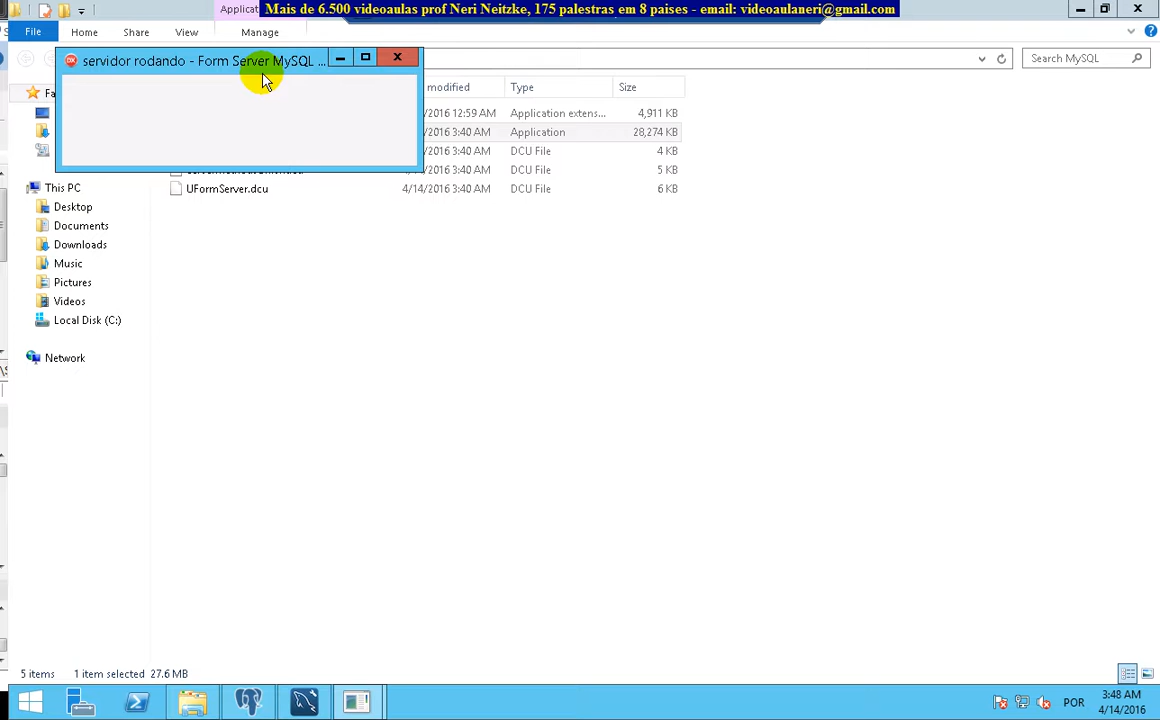 Applicat
Mais de 6.500 videoaulas prof Neri Neitzke, 175 palestras em 8 paises - email: videoaulaneri@gmail.com
File
Home
Share
View
Manage
servidor rodando - Form Server MySQL ...
Search MySQL
modified
Type
Size
/2016 12:59 AM
Application extens...
4,911 KB
/2016 3:40 AM
Application
28,274 KB
/2016 3:40 AM
DCU File
4 KB
/2016 3:40 AM
DCU File
5 KB
UFormServer.dcu
4/14/2016 3:40 AM
DCU File
6 KB
Fa
This PC
Desktop
Documents
Downloads
Music
Pictures
Videos
Local Disk (C:)
Network
5 items
1 item selected 27.6 MB
POR
3:48 AM
4/14/2016